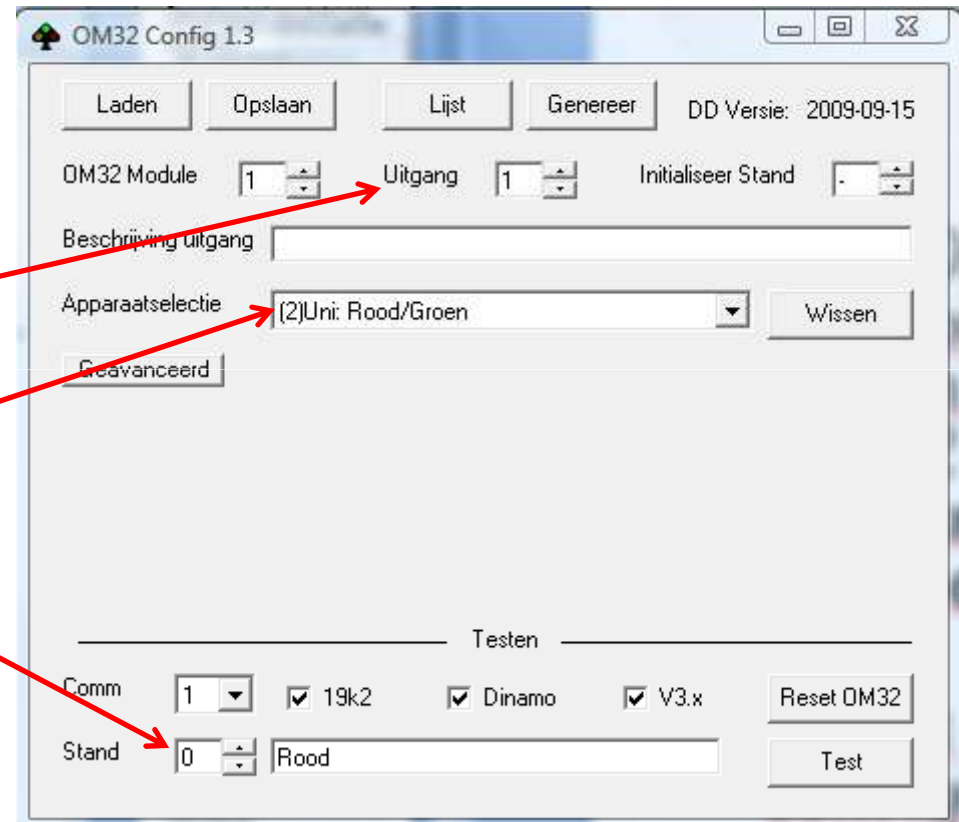 OM32 Config 1.3
Laden Opslaan Lijst Genereer DD Versie: 2009-09-15
OM32 Module 1 Uitgang 1 Initialiseer Stand -
Beschrijving uitgang
Apparaatselectie (2)Uni: Rood/Groen Wissen
Geavanceerd
Testen
Comm 1 19k2 Dinamo V3.x Reset OM32
Stand 0 Rood Test